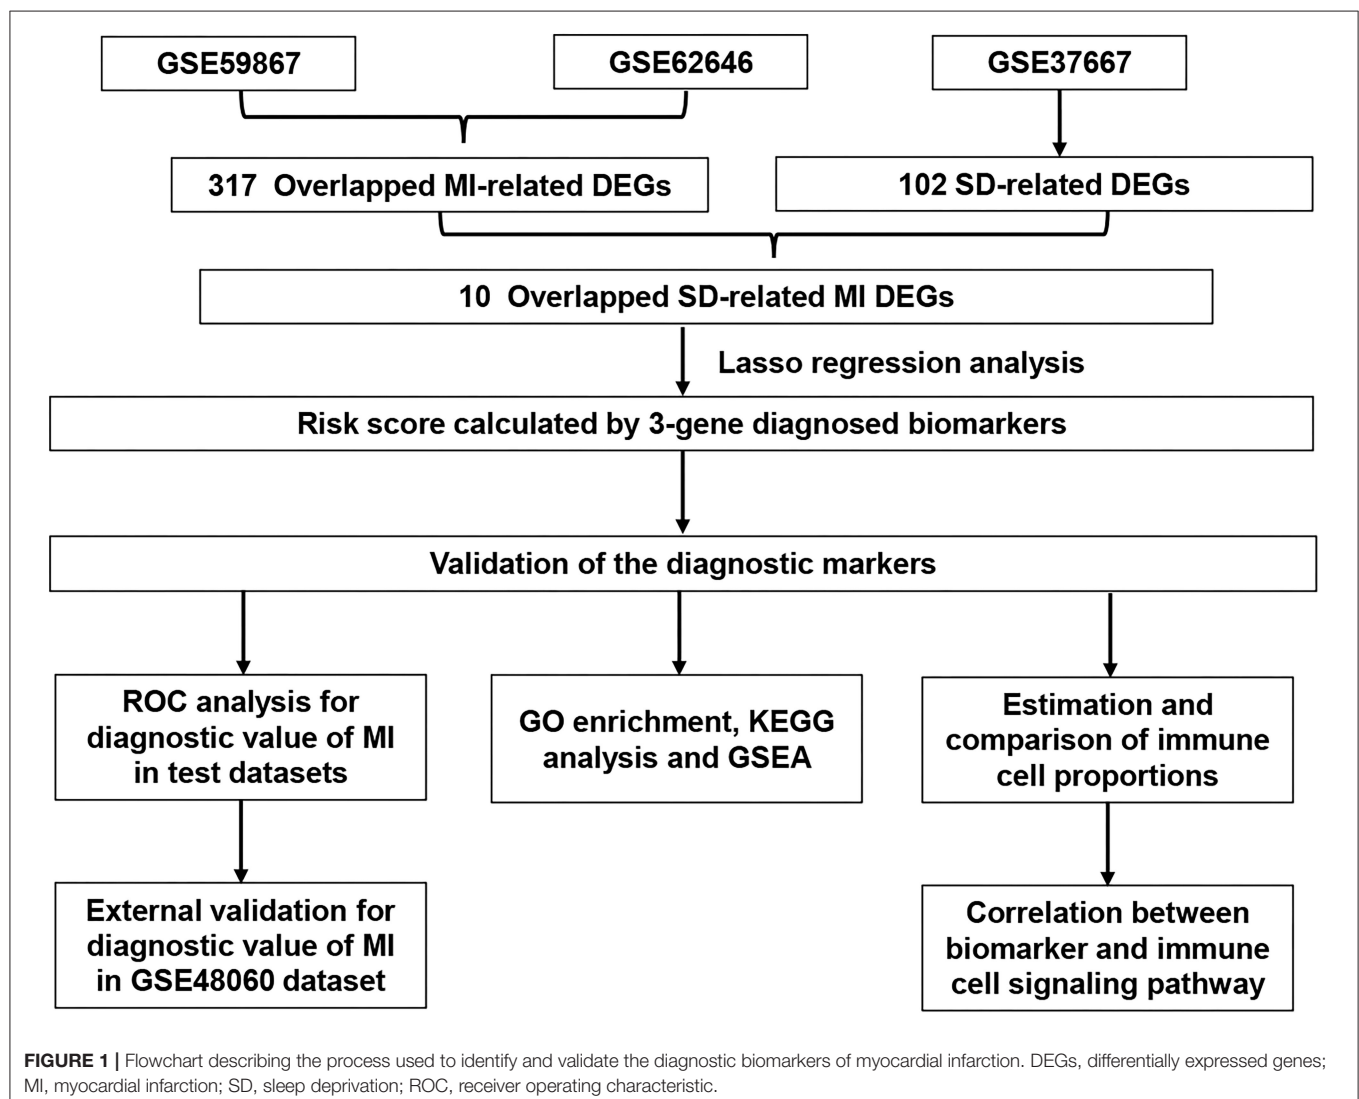 GSE59867
GSE62646
GSE37667
317 Overlapped MI-related DEGs
102 SD-related DEGs
10 Overlapped SD-related MI DEGs
Lasso regression analysis
Risk score calculated by 3-gene diagnosed biomarkers
Validation of the diagnostic markers
ROC analysis for
diagnostic value of MI
in test datasets
GO enrichment, KEGG
analysis and GSEA
Estimation and
comparison of immune
cell proportions
External validation for
diagnostic value of MI
in GSE48060 dataset
Correlation between
biomarker and immune
cell signaling pathway
FIGURE 1 | Flowchart describing the process used to identify and validate the diagnostic biomarkers of myocardial infarction. DEGs, differentially expressed genes;
MI, myocardial infarction; SD, sleep deprivation; ROC, receiver operating characteristic.